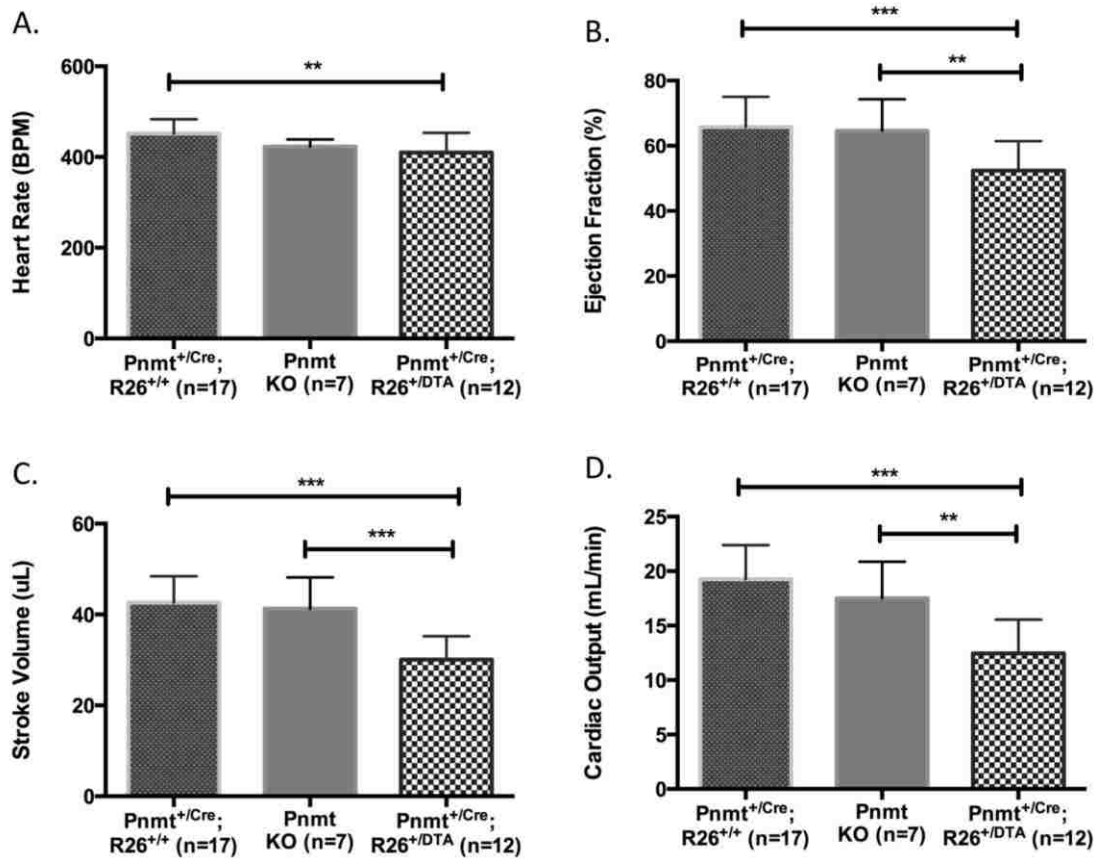 A.
**
Heart Rate (BPM)
600
400
200
0
Pnmt+/Cre; Pnmt Pnmt+/Cre;
R26+/+ (n=17) KO (n=7) R26+/DTA (n=12)
B.
***
**
Ejection Fraction (%)
80
60
40
20
0
Pnmt+/Cre; Pnmt Pnmt+/Cre;
R26+/+ (n=17) KO (n=7) R26+/DTA (n=12)
C.
***
***
Stroke Volume (uL)
60
40
20
0
Pnmt+/Cre; Pnmt Pnmt+/Cre;
R26+/+ (n=17) KO (n=7) R26+/DTA (n=12)
D.
***
**
Cardiac Output (mL/min)
25
20
15
10
5
0
Pnmt+/Cre; Pnmt Pnmt+/Cre;
R26+/+ (n=17) KO (n=7) R26+/DTA (n=12)